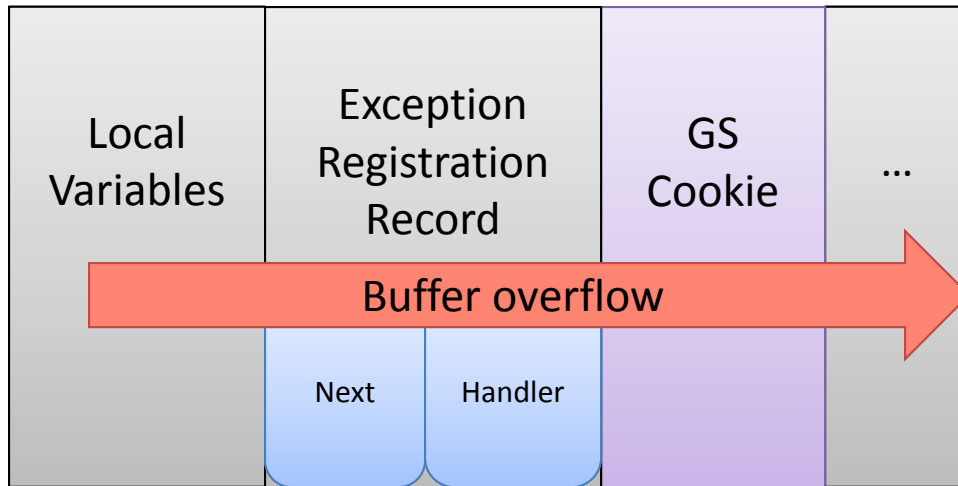 Local
Variables
Exception
Registration
Record
GS
Cookie
...
Buffer overflow
Next
Handler